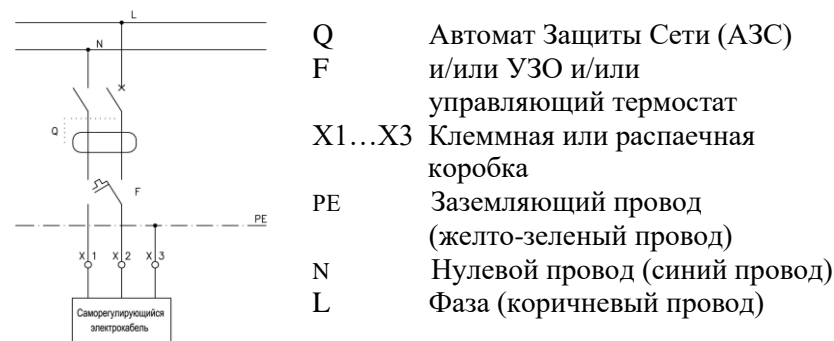 L
N
Q
F
PE
X 1 X 2 X 3
Саморегулирующийся
электрокабель
Q Автомат Защиты Сети (АЗС)
F и/или УЗО и/или
управляющий термостат
X1…X3 Клеммная или распаечная
коробка
PE Заземляющий провод
(желто-зеленый провод)
N Нулевой провод (синий провод)
L Фаза (коричневый провод)